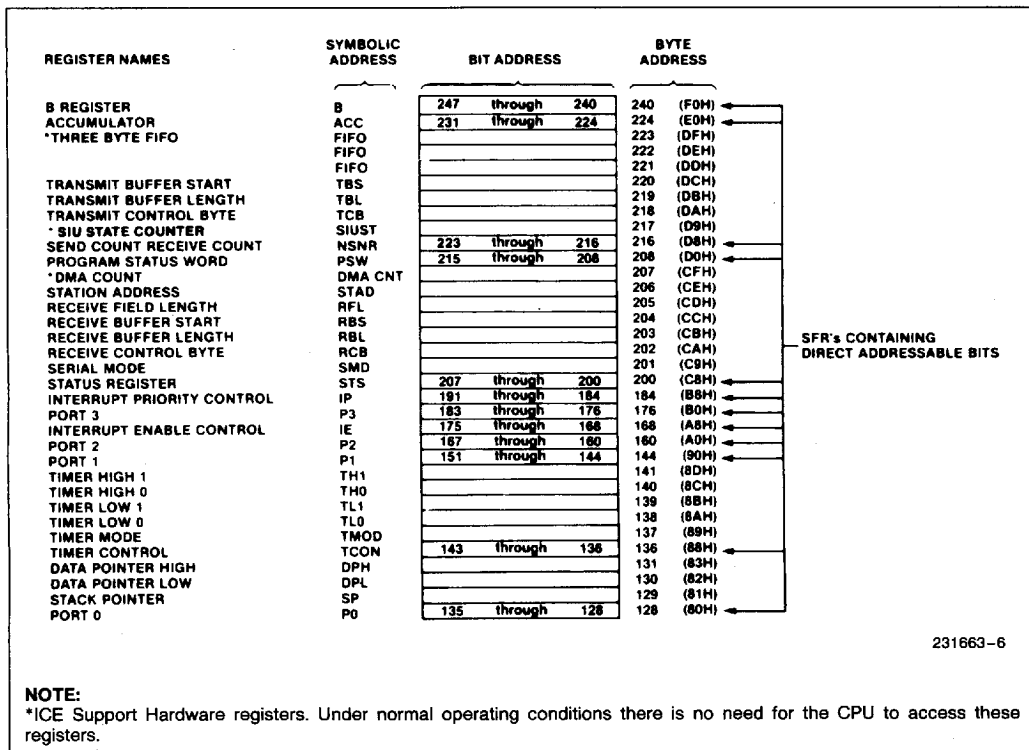 REGISTER NAMES SYMBOLIC ADDRESS BIT ADDRESS BYTE ADDRESS
B REGISTER B 247 through 240 240 (F0H)
ACCUMULATOR ACC 231 through 224 224 (E0H)
*THREE BYTE FIFO FIFO 223 (DFH)
FIFO 222 (DEH)
FIFO 221 (DDH)
TRANSMIT BUFFER START TBS 220 (DCH)
TRANSMIT BUFFER LENGTH TBL 219 (DBH)
TRANSMIT CONTROL BYTE TCB 218 (DAH)
* SIU STATE COUNTER SIUST 217 (D9H)
SEND COUNT RECEIVE COUNT NSNR 223 through 216 216 (D8H)
PROGRAM STATUS WORD PSW 215 through 208 208 (D0H)
*DMA COUNT DMA CNT 207 (CFH)
STATION ADDRESS STAD 206 (CEH)
RECEIVE FIELD LENGTH RFL 205 (CDH)
RECEIVE BUFFER START RBS 204 (CCH)
RECEIVE BUFFER LENGTH RBL 203 (CBH)
RECEIVE CONTROL BYTE RCB 202 (CAH)
SERIAL MODE SMD 201 (C9H)
STATUS REGISTER STS 207 through 200 200 (C8H)
INTERRUPT PRIORITY CONTROL IP 191 through 184 184 (B8H)
PORT 3 P3 183 through 176 176 (B0H)
INTERRUPT ENABLE CONTROL IE 175 through 168 168 (A8H)
PORT 2 P2 167 through 160 160 (A0H)
PORT 1 P1 151 through 144 144 (90H)
TIMER HIGH 1 TH1 141 (8DH)
TIMER HIGH 0 TH0 140 (8CH)
TIMER LOW 1 TL1 139 (8BH)
TIMER LOW 0 TL0 138 (8AH)
TIMER MODE TMOD 137 (89H)
TIMER CONTROL TCON 143 through 136 136 (88H)
DATA POINTER HIGH DPH 131 (83H)
DATA POINTER LOW DPL 130 (82H)
STACK POINTER SP 129 (81H)
PORT 0 P0 135 through 128 128 (80H)
SFR's CONTAINING
DIRECT ADDRESSABLE BITS
231663–6
NOTE:
*ICE Support Hardware registers. Under normal operating conditions there is no need for the CPU to access these
registers.